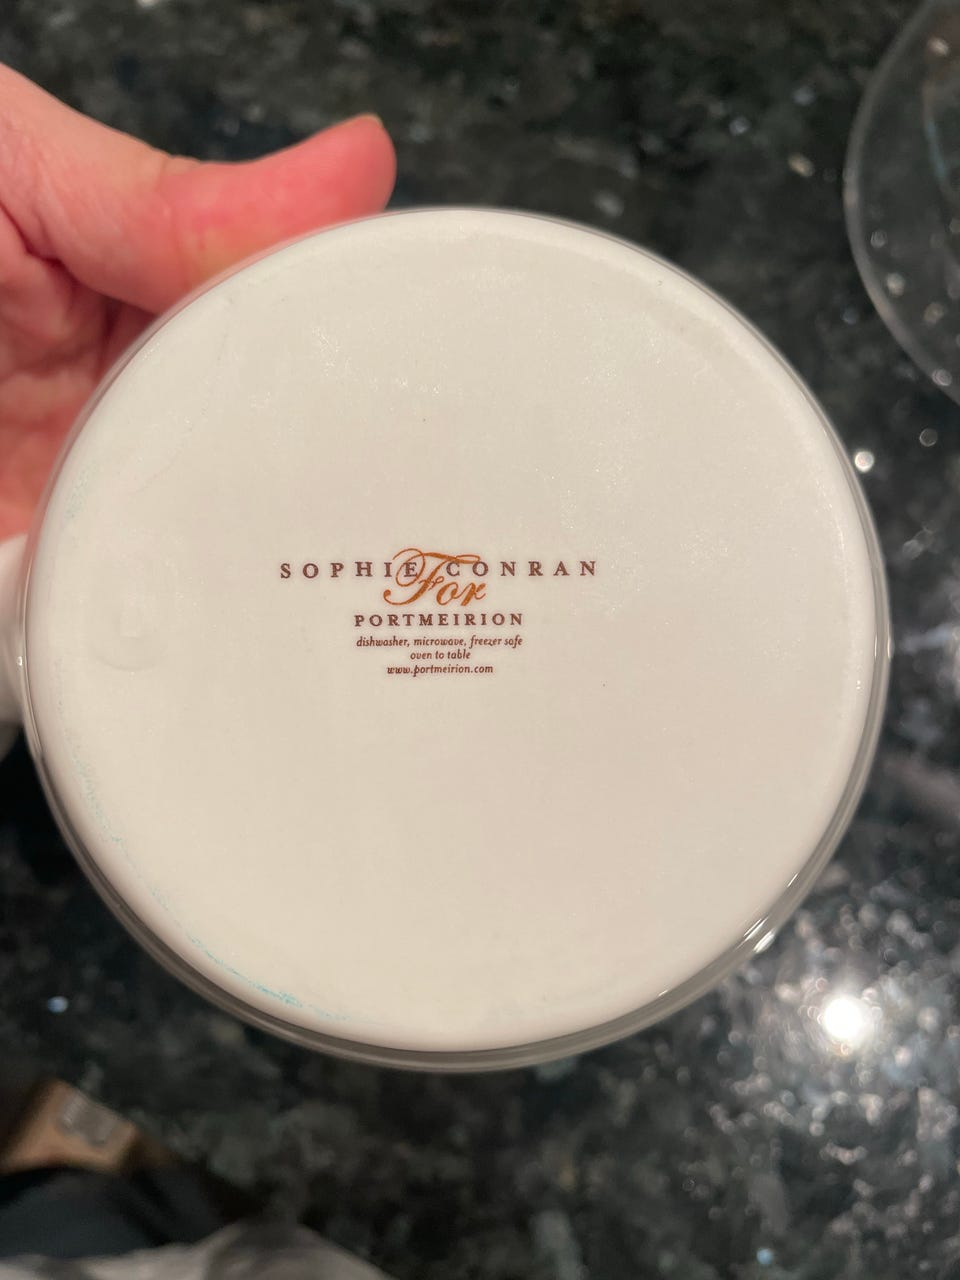 SOPHIE CONRAN
For
PORTMEIRION
dishwasher, microwave, freezer safe
oven to table
www.portmeirion.com